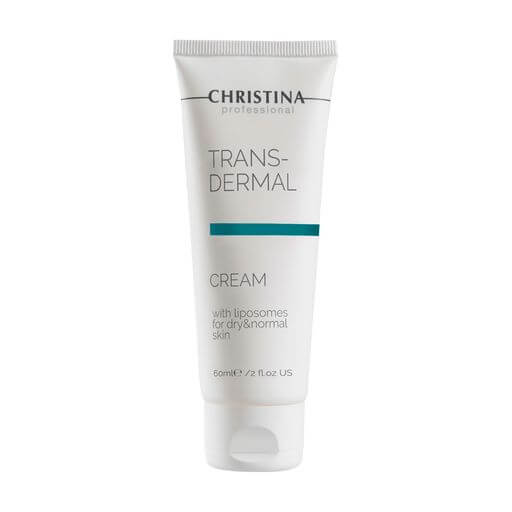 CHRISTINA
professional
TRANS-
DERMAL
CREAM
with liposomes
for dry&normal
skin
60ml℮ /2 fl.oz US